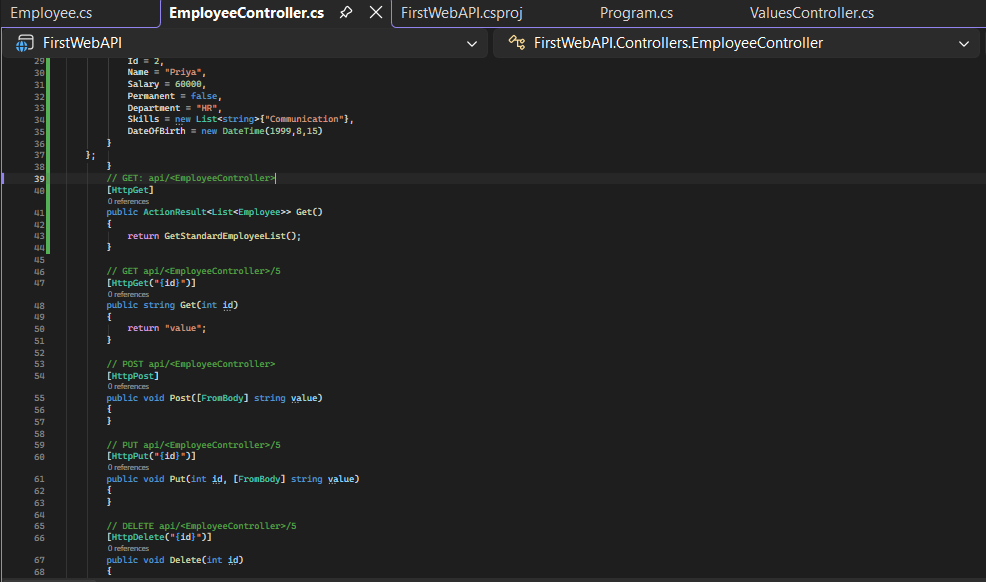 Employee.cs EmployeeController.cs FirstWebAPI.csproj Program.cs ValuesController.cs
FirstWebAPI FirstWebAPI.Controllers.EmployeeController
29 Id = 2,
30 Name = "Priya",
31 Salary = 60000,
32 Permanent = false,
33 Department = "HR",
34 Skills = new List<string>{"Communication"},
35 DateOfBirth = new DateTime(1999,8,15)
36 }
37 };
38 }
39 // GET: api/<EmployeeController>
40 [HttpGet]
0 references
41 public ActionResult<List<Employee>> Get()
42 {
43 return GetStandardEmployeeList();
44 }
45
46 // GET api/<EmployeeController>/5
47 [HttpGet("{id}")]
0 references
48 public string Get(int id)
49 {
50 return "value";
51 }
52
53 // POST api/<EmployeeController>
54 [HttpPost]
0 references
55 public void Post([FromBody] string value)
56 {
57 }
58
59 // PUT api/<EmployeeController>/5
60 [HttpPut("{id}")]
0 references
61 public void Put(int id, [FromBody] string value)
62 {
63 }
64
65 // DELETE api/<EmployeeController>/5
66 [HttpDelete("{id}")]
0 references
67 public void Delete(int id)
68 {